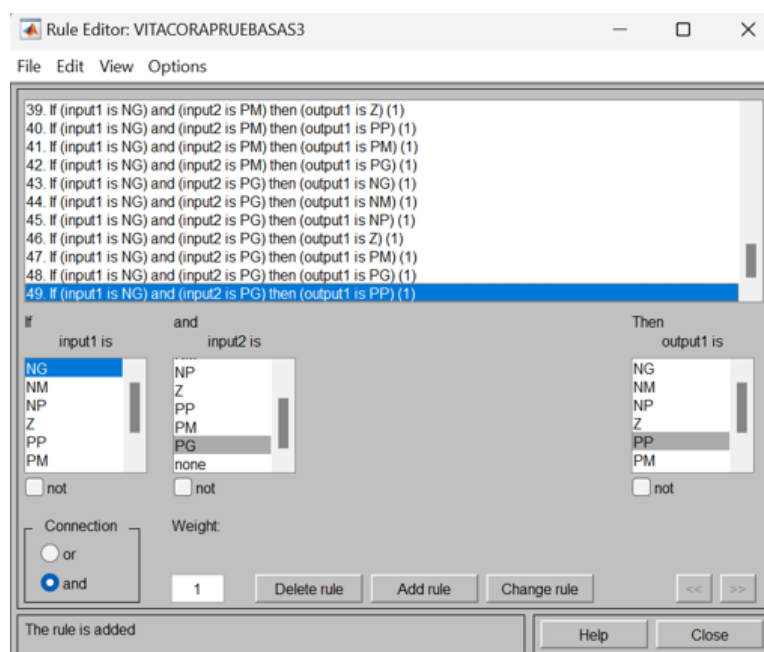 Rule Editor: VITACORAPRUEBASAS3
File Edit View Options
39. If (input1 is NG) and (input2 is PM) then (output1 is Z) (1)
40. If (input1 is NG) and (input2 is PM) then (output1 is PP) (1)
41. If (input1 is NG) and (input2 is PM) then (output1 is PM) (1)
42. If (input1 is NG) and (input2 is PM) then (output1 is PG) (1)
43. If (input1 is NG) and (input2 is PG) then (output1 is NG) (1)
44. If (input1 is NG) and (input2 is PG) then (output1 is NM) (1)
45. If (input1 is NG) and (input2 is PG) then (output1 is NP) (1)
46. If (input1 is NG) and (input2 is PG) then (output1 is Z) (1)
47. If (input1 is NG) and (input2 is PG) then (output1 is PM) (1)
48. If (input1 is NG) and (input2 is PG) then (output1 is PG) (1)
49. If (input1 is NG) and (input2 is PG) then (output1 is PP) (1)
If and Then
input1 is input2 is output1 is
NG
NM
NP
Z
PP
PM
NP
Z
PP
PM
PG
none
NG
NM
NP
Z
PP
PM
not not not
Connection Weight:
or
and 1 Delete rule Add rule Change rule << >>
The rule is added Help Close